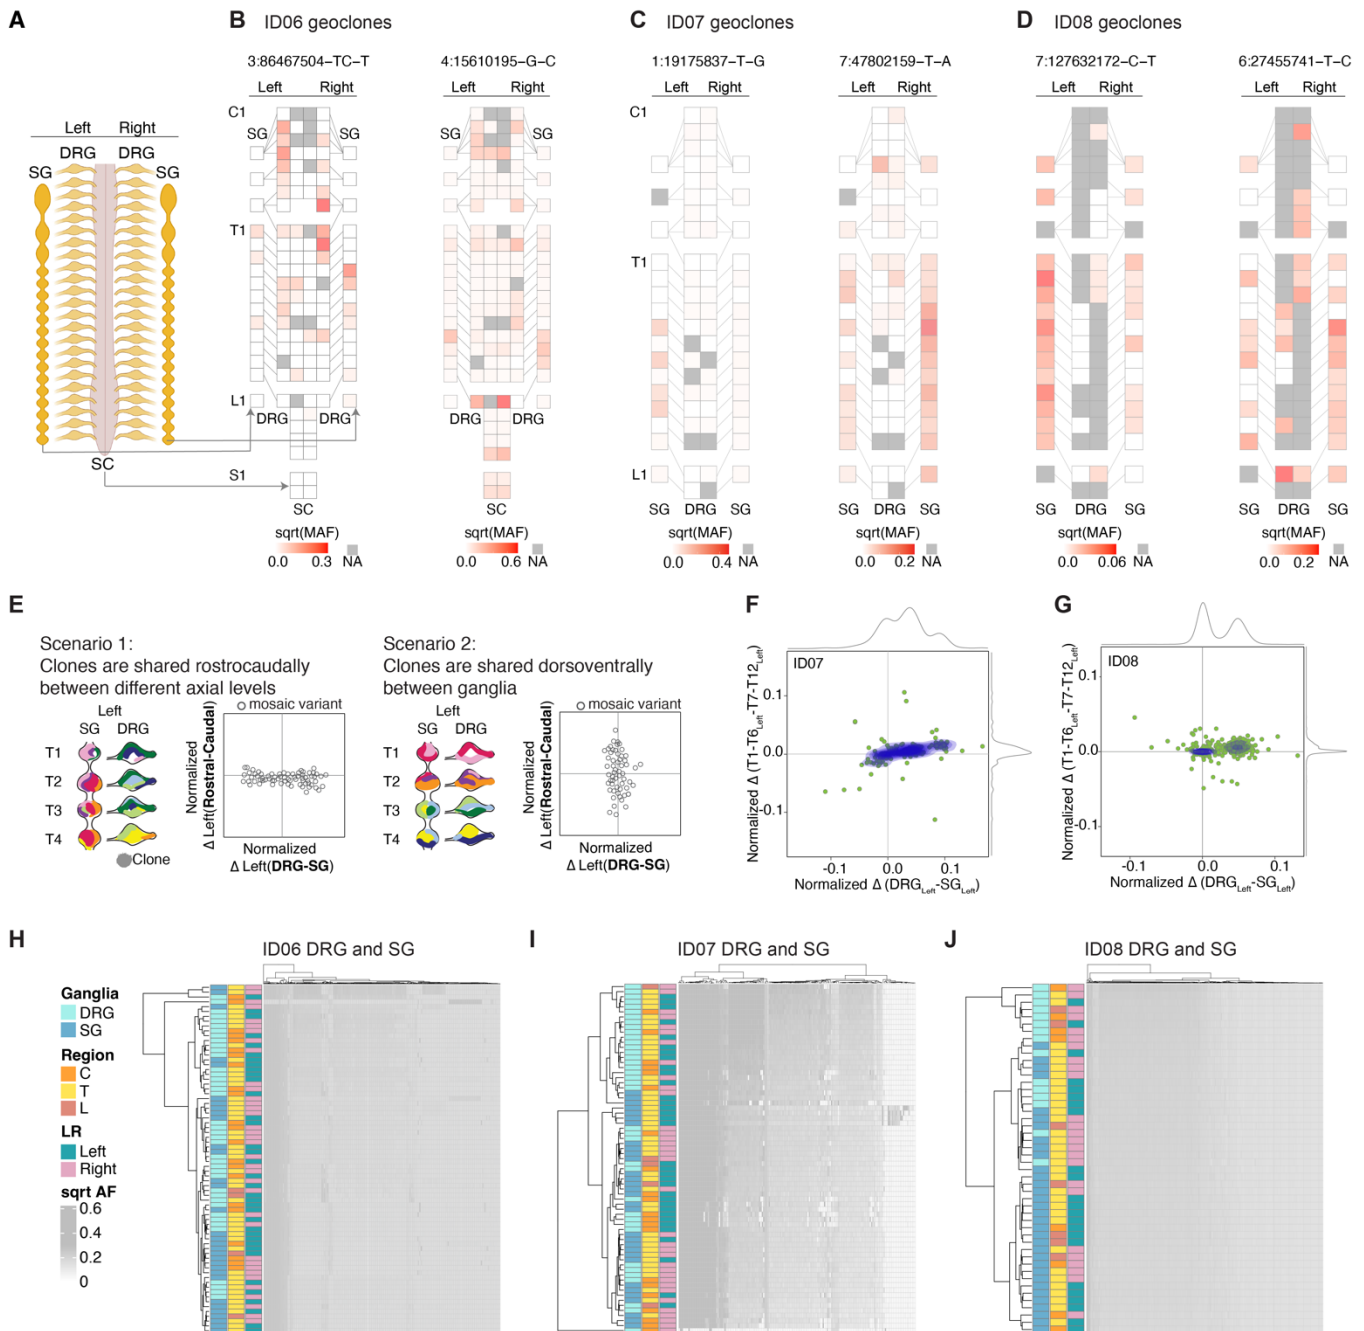 A
Left
Right
DRG
DRG
SG
SG
SC
B
ID06 geoclones
3:86467504–TC–T
4:15610195–G–C
Left
Right
C1
SG
SG
SG
SG
T1
L1
DRG
DRG
DRG
DRG
S1
SC
SC
sqrt(MAF)
0.0
0.3
NA
sqrt(MAF)
0.0
0.6
NA
C
ID07 geoclones
1:19175837–T–G
7:47802159–T–A
Left
Right
C1
T1
L1
SG
DRG
SG
SG
DRG
SG
sqrt(MAF)
0.0
0.4
NA
sqrt(MAF)
0.0
0.2
NA
D
ID08 geoclones
7:127632172–C–T
6:27455741–T–C
Left
Right
SG
DRG
SG
SG
DRG
SG
sqrt(MAF)
0.0
0.06
NA
sqrt(MAF)
0.0
0.2
NA
E
Scenario 1:
Clones are shared rostrocaudally
between different axial levels
Left
SG
DRG
T1
T2
T3
T4
Clone
mosaic variant
Normalized
Δ Left(Rostral-Caudal)
Normalized
Δ Left(DRG-SG)
Scenario 2:
Clones are shared dorsoventrally
between ganglia
Left
SG
DRG
T1
T2
T3
T4
mosaic variant
Normalized
Δ Left(Rostral-Caudal)
Normalized
Δ Left(DRG-SG)
F
ID07
Normalized Δ (T1-T6Left-T7-T12Left)
0.1
0.0
-0.1
-0.1
0.0
0.1
Normalized Δ (DRGLeft-SGLeft)
G
ID08
Normalized Δ (T1-T6Left-T7-T12Left)
0.1
0.0
-0.1
-0.1
0.0
0.1
Normalized Δ (DRGLeft-SGLeft)
H
ID06 DRG and SG
Ganglia
DRG
SG
Region
C
T
L
LR
Left
Right
sqrt AF
0.6
0.4
0.2
0
I
ID07 DRG and SG
J
ID08 DRG and SG